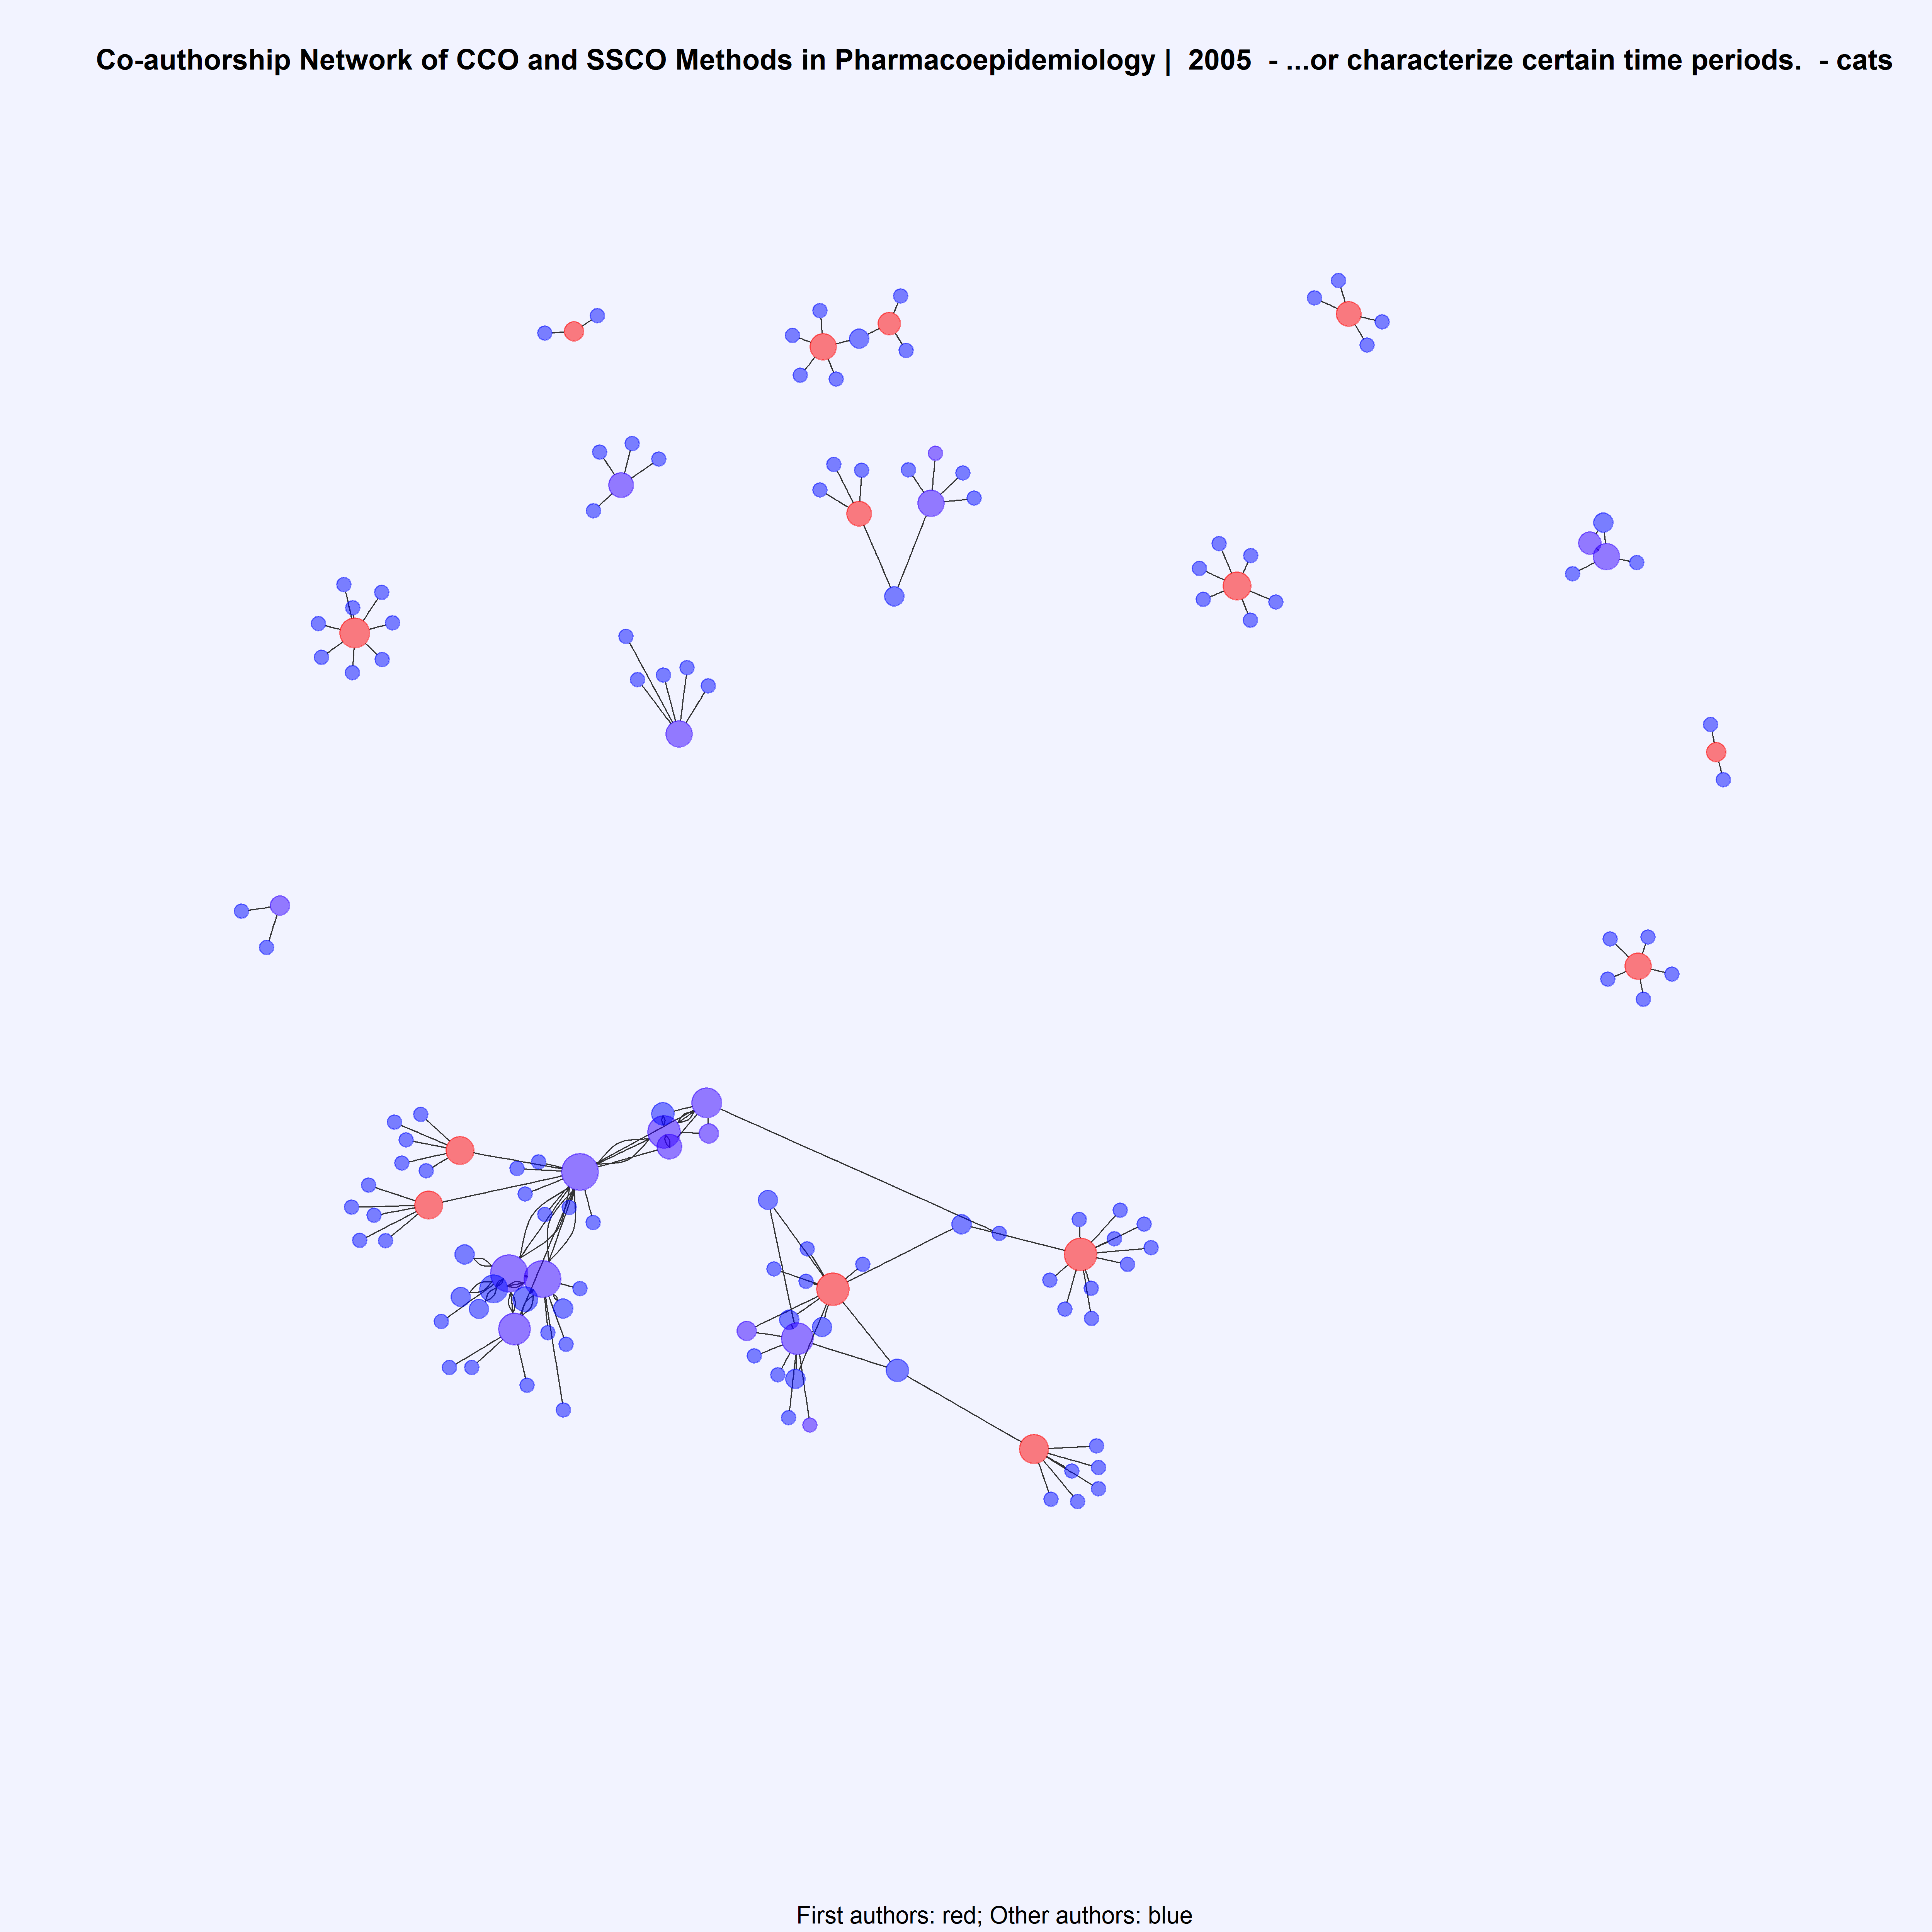 Co-authorship Network of CCO and SSCO Methods in Pharmacoepidemiology |  2005  - ...or characterize certain time periods.  - cats
First authors: red; Other authors: blue